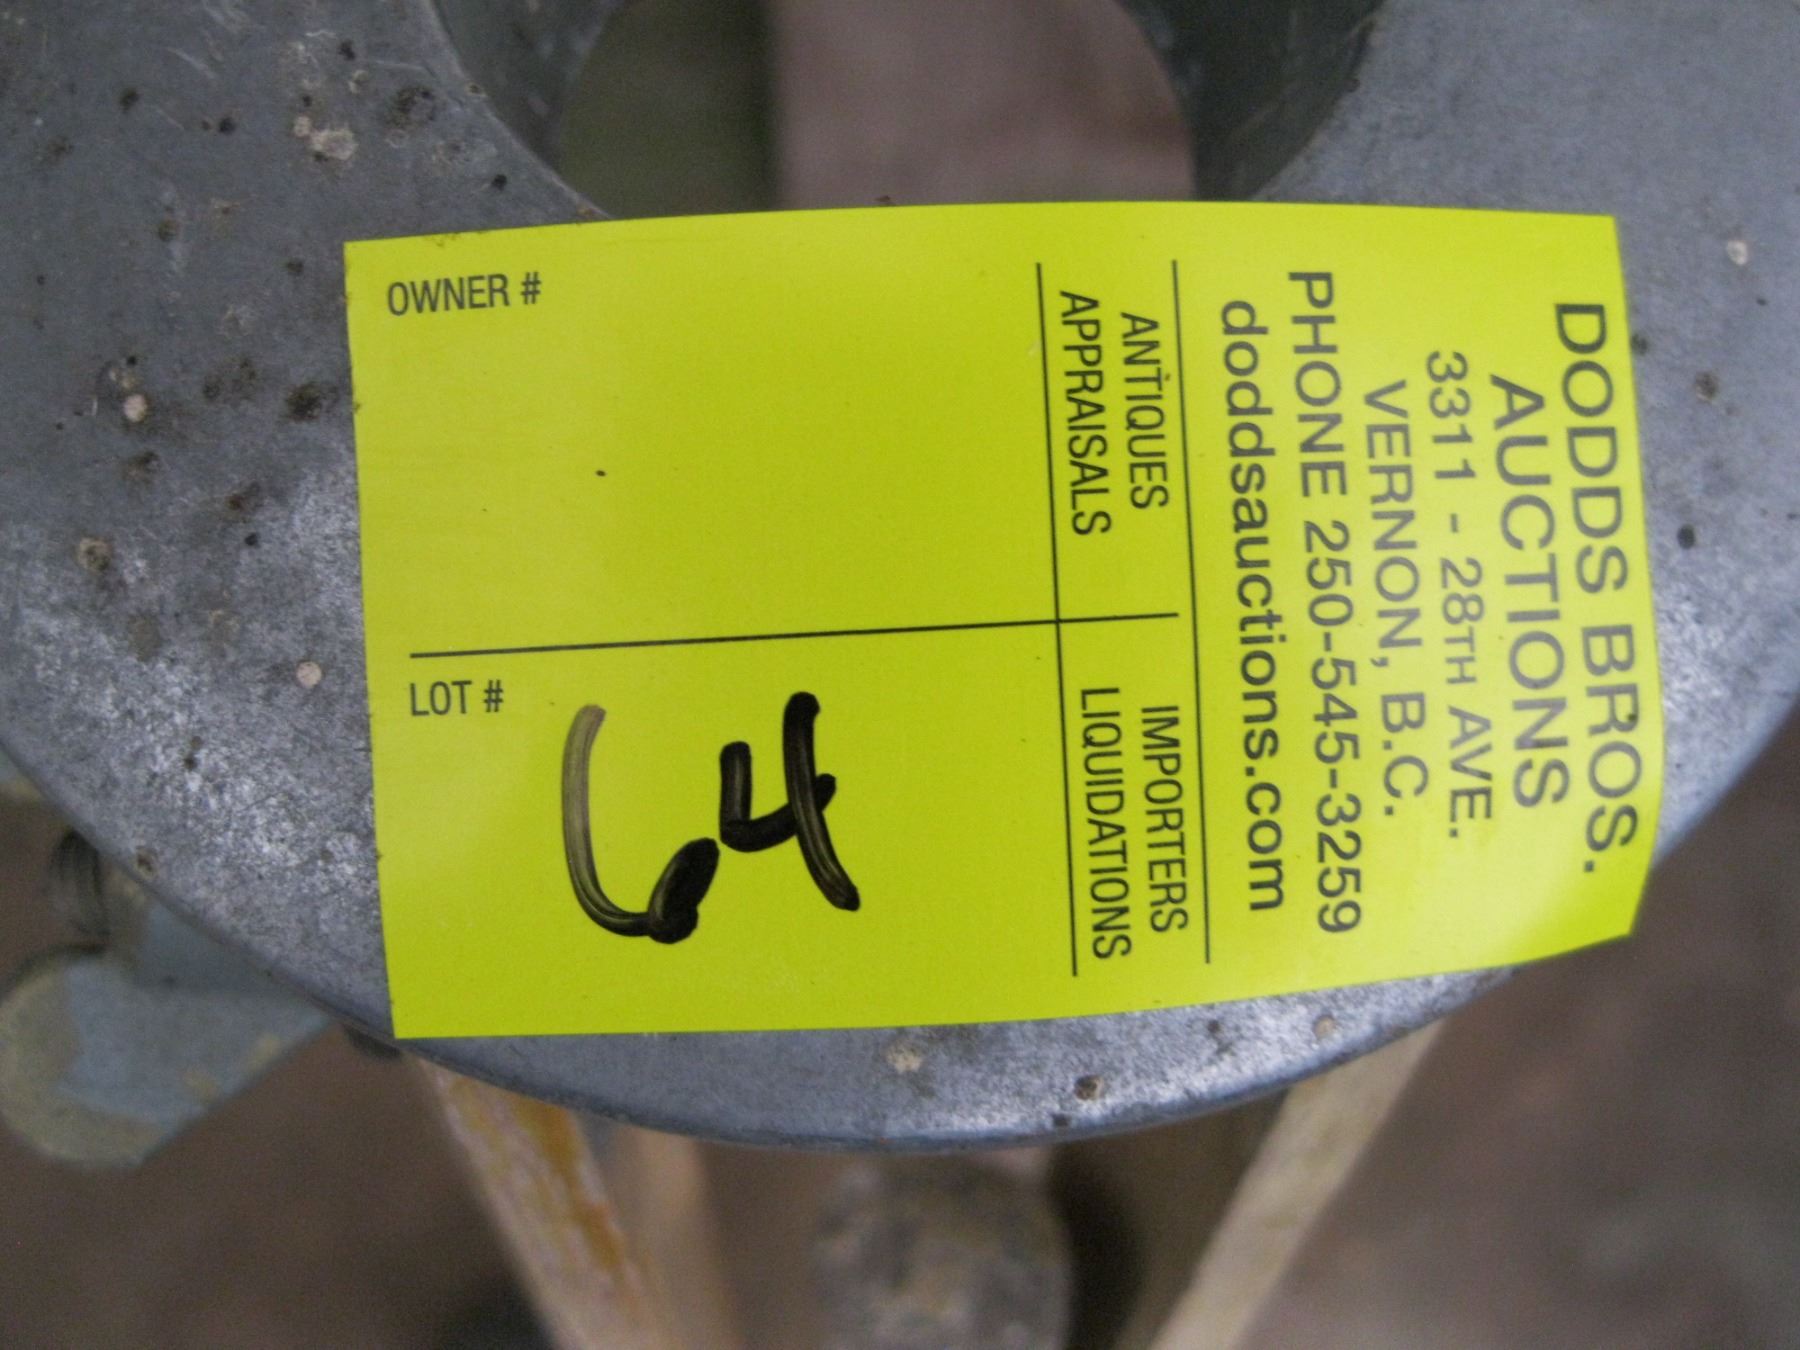 DODDS BROS.
AUCTIONS
3311 - 28TH AVE.
VERNON, B.C.
PHONE 250-545-3259
doddsauctions.com
ANTIQUES
APPRAISALS
IMPORTERS
LIQUIDATIONS
OWNER #
LOT #
64